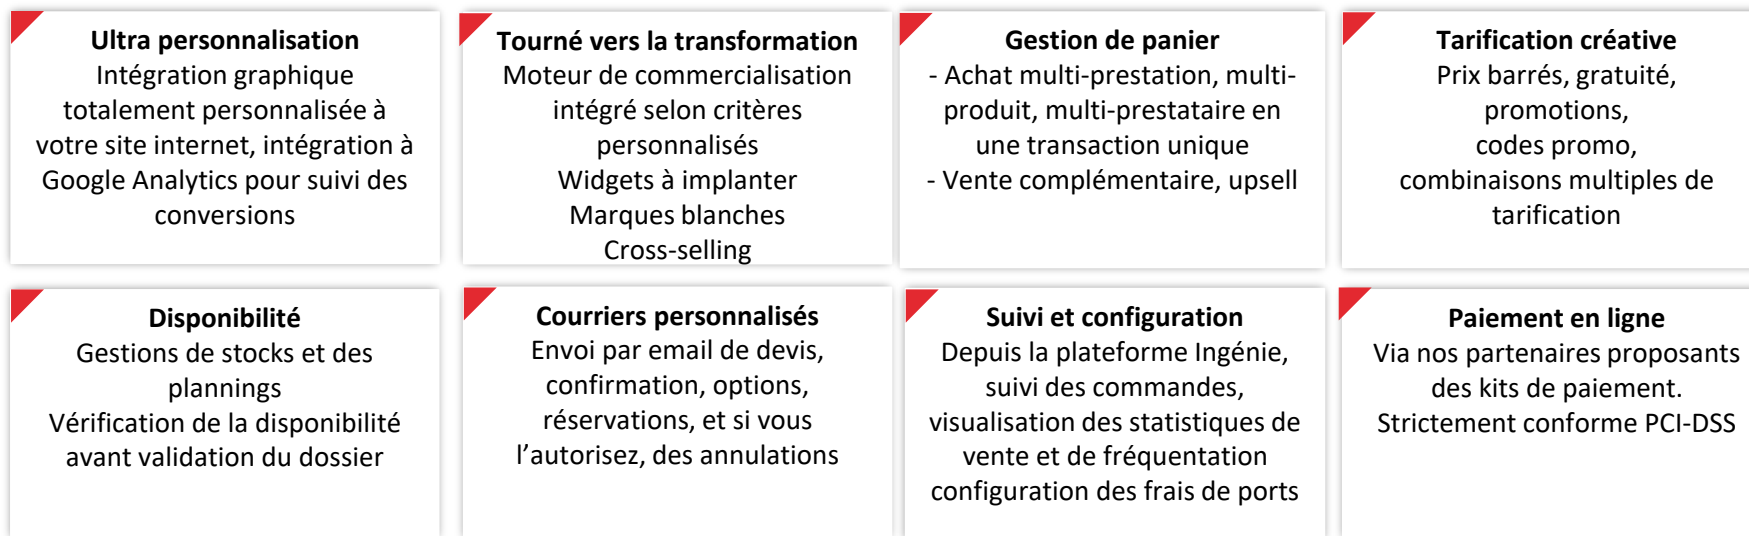 Ultra personnalisation
Intégration graphique
totalement personnalisée à
votre site internet, intégration à
Google Analytics pour suivi des
conversions
Tourné vers la transformation
Moteur de commercialisation
intégré selon critères
personnalisés
Widgets à implanter
Marques blanches
Cross-selling
Gestion de panier
- Achat multi-prestation, multi-
produit, multi-prestataire en
une transaction unique
- Vente complémentaire, upsell
Tarification créative
Prix barrés, gratuité,
promotions,
codes promo,
combinaisons multiples de
tarification
Disponibilité
Gestions de stocks et des
plannings
Vérification de la disponibilité
avant validation du dossier
Courriers personnalisés
Envoi par email de devis,
confirmation, options,
réservations, et si vous
l’autorisez, des annulations
Suivi et configuration
Depuis la plateforme Ingénie,
suivi des commandes,
visualisation des statistiques de
vente et de fréquentation
configuration des frais de ports
Paiement en ligne
Via nos partenaires proposants
des kits de paiement.
Strictement conforme PCI-DSS